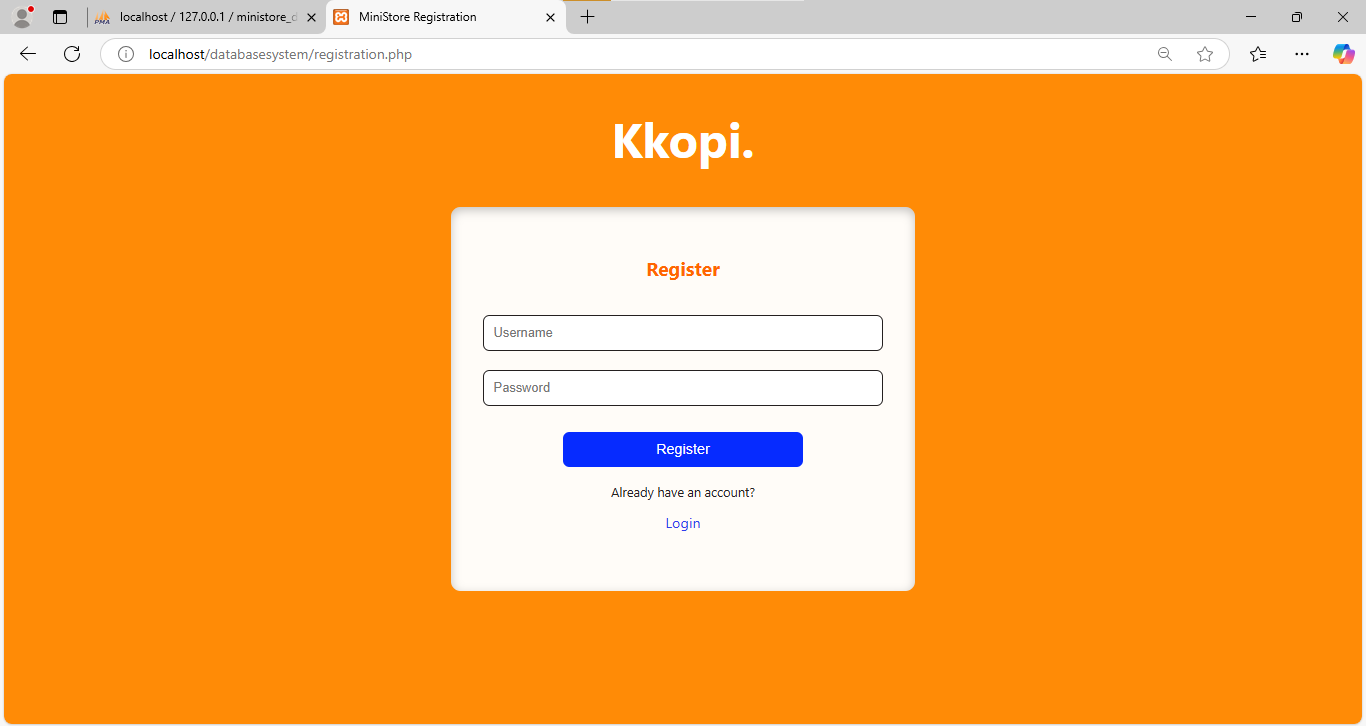 localhost / 127.0.0.1 / ministore_d
MiniStore Registration
localhost/databasesystem/registration.php
Kkopi.
Register
Username
Password
Register
Already have an account?
Login